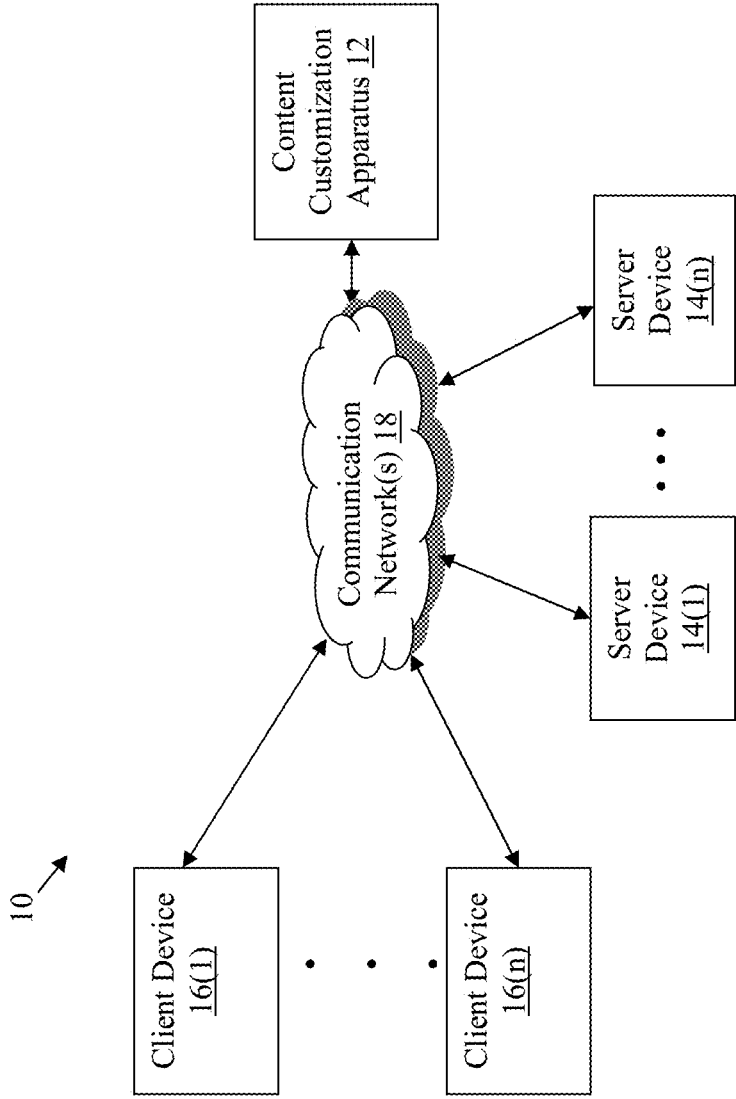 10
Client Device
16(1)
Client Device
16(n)
Communication
Network(s) 18
Content
Customization
Apparatus 12
Server
Device
14(1)
Server
Device
14(n)